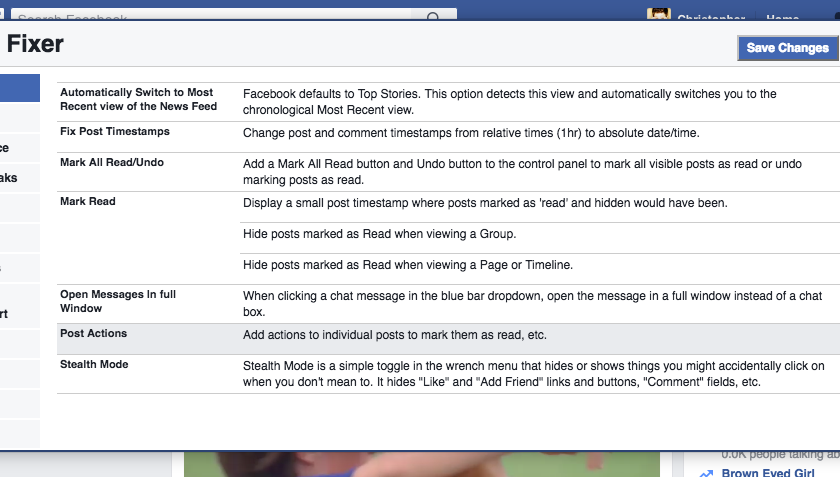 Search Facebook
Christopher
Home
Fixer
Save Changes
Automatically Switch to Most
Recent view of the News Feed
Facebook defaults to Top Stories. This option detects this view and automatically switches you to the
chronological Most Recent view.
Fix Post Timestamps
Change post and comment timestamps from relative times (1hr) to absolute date/time.
ce
Mark All Read/Undo
Add a Mark All Read button and Undo button to the control panel to mark all visible posts as read or undo
marking posts as read.
aks
Mark Read
Display a small post timestamp where posts marked as 'read' and hidden would have been.
Hide posts marked as Read when viewing a Group.
Hide posts marked as Read when viewing a Page or Timeline.
s
Open Messages In full
Window
When clicking a chat message in the blue bar dropdown, open the message in a full window instead of a chat
box.
rt
Post Actions
Add actions to individual posts to mark them as read, etc.
Stealth Mode
Stealth Mode is a simple toggle in the wrench menu that hides or shows things you might accidentally click on
when you don't mean to. It hides "Like" and "Add Friend" links and buttons, "Comment" fields, etc.
0.0K people talking ab
Brown Eyed Girl